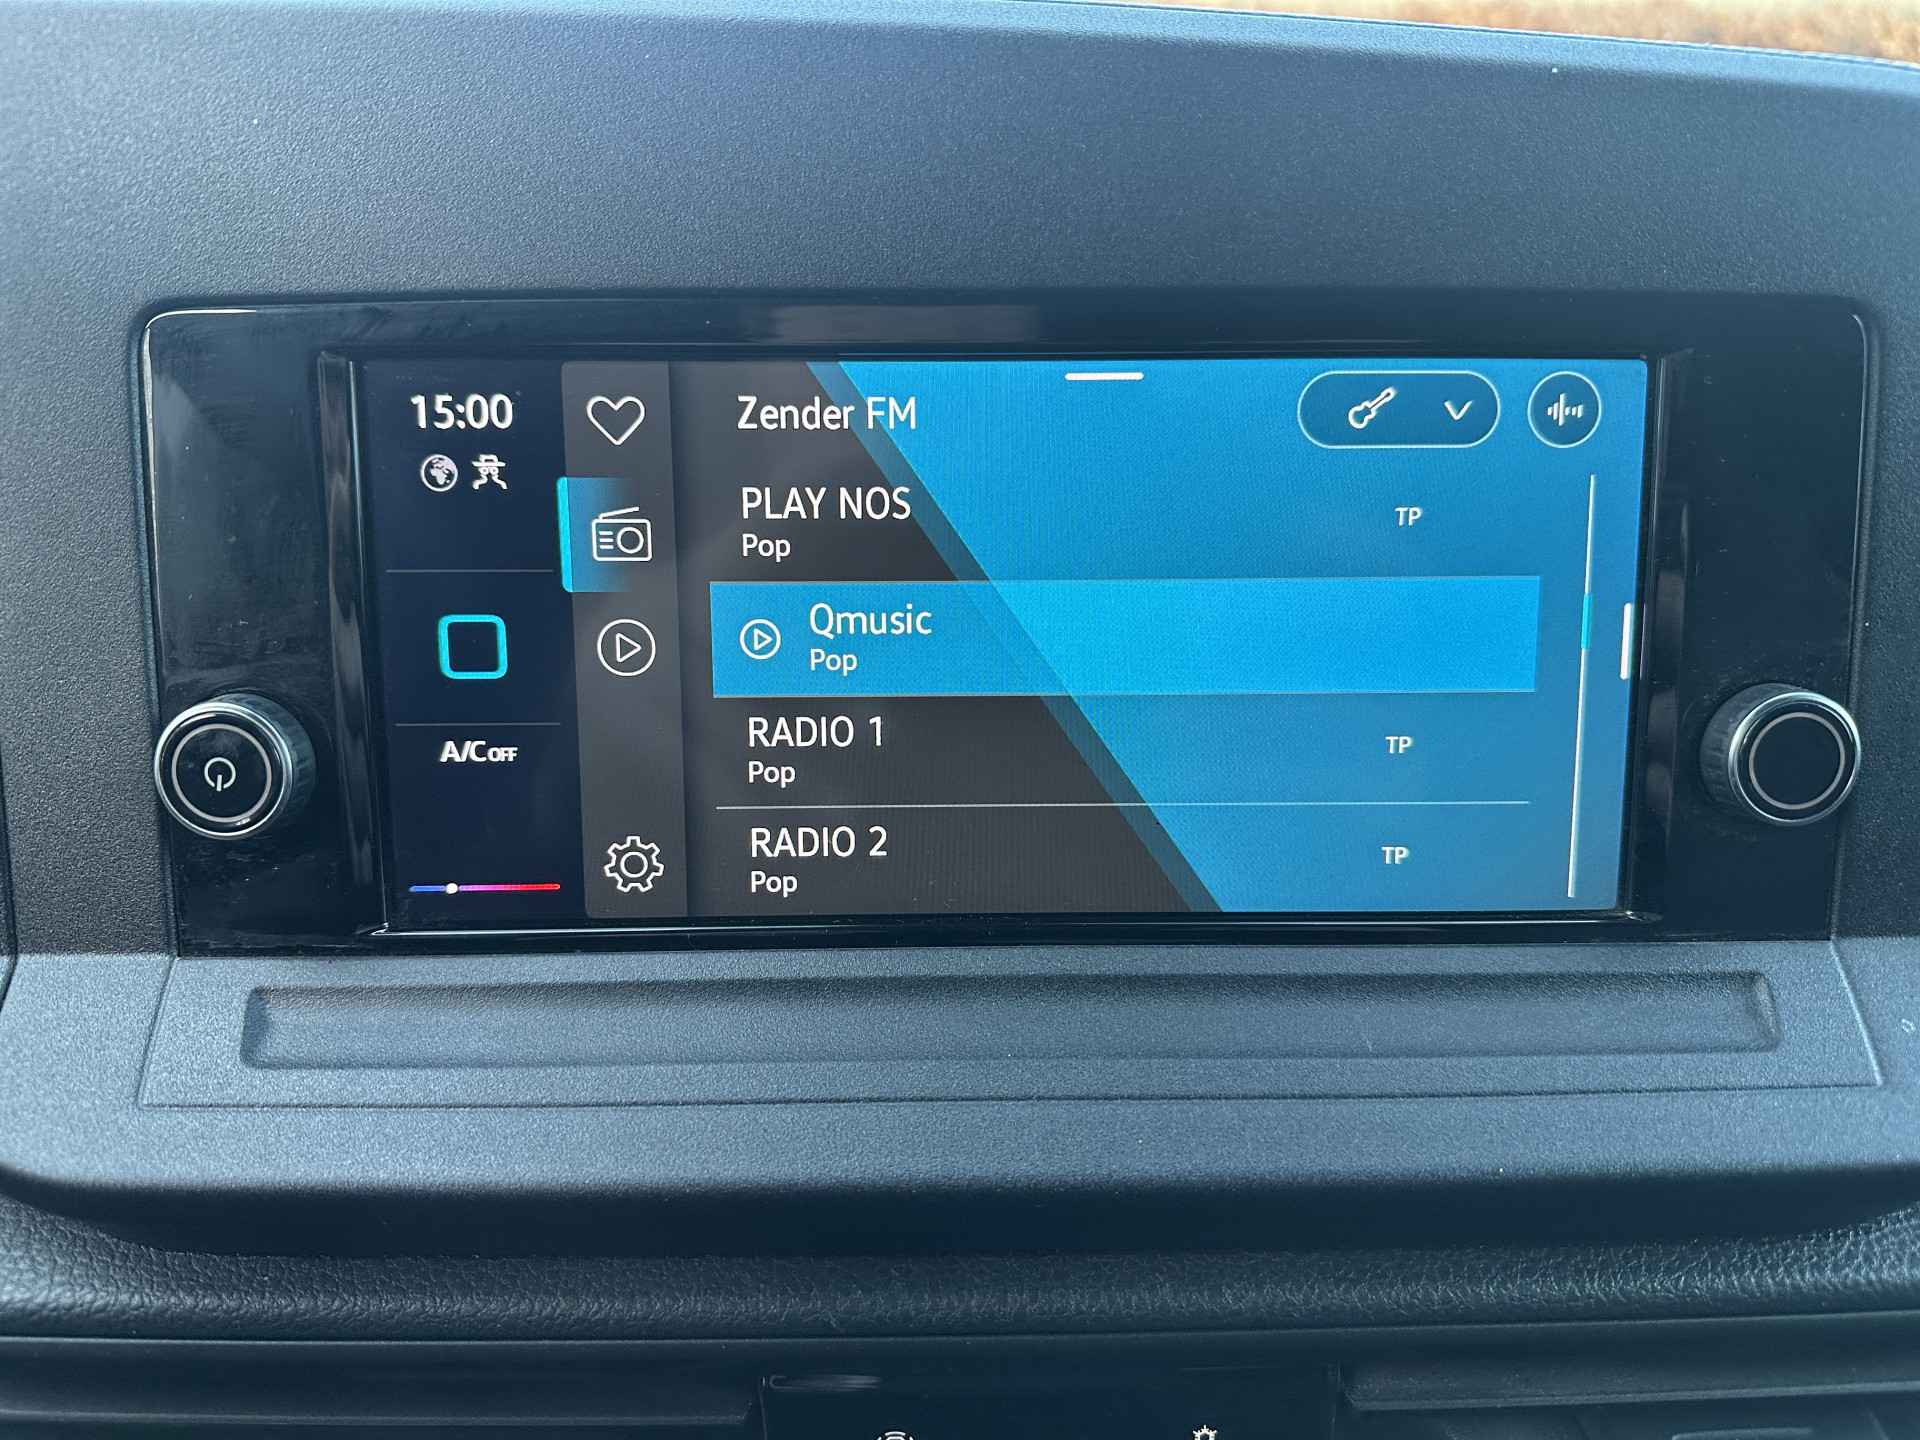 15:00
A/C OFF
Zender FM
PLAY NOS
Pop
TP
Qmusic
Pop
RADIO 1
Pop
TP
RADIO 2
Pop
TP